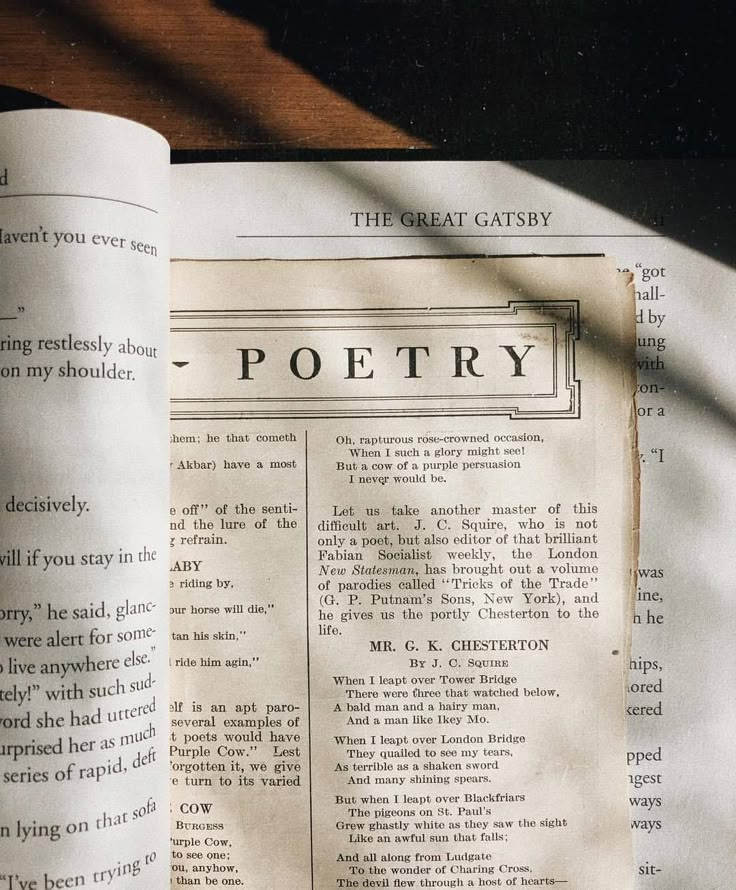 d
Haven't you ever seen
—"
ring restlessly about
on my shoulder.
decisively.
will if you stay in the
orry," he said, glanc-
were alert for some-
o live anywhere else."
tely!" with such sud-
word she had uttered
urprised her as much
series of rapid, deft
n lying on that sofa
"I've been trying to
THE GREAT GATSBY
- POETRY
hem; he that cometh
Akbar) have a most
e off" of the senti-
nd the lure of the
g refrain.
ABY
e riding by,
our horse will die,"
tan his skin,"
I ride him agin,"
elf is an apt paro-
several examples of
t poets would have
Purple Cow." Lest
forgotten it, we give
e turn to its varied
COW
BURGESS
urple Cow,
to see one;
ou, anyhow,
than be one.
Oh, rapturous rose-crowned occasion,
When I such a glory might see!
But a cow of a purple persuasion
I never would be.
Let us take another master of this
difficult art. J. C. Squire, who is not
only a poet, but also editor of that brilliant
Fabian Socialist weekly, the London
New Statesman, has brought out a volume
of parodies called "Tricks of the Trade"
(G. P. Putnam's Sons, New York), and
he gives us the portly Chesterton to the
life.
MR. G. K. CHESTERTON
BY J. C. SQUIRE
When I leapt over Tower Bridge
There were three that watched below,
A bald man and a hairy man,
And a man like Ikey Mo.
When I leapt over London Bridge
They quailed to see my tears,
As terrible as a shaken sword
And many shining spears.
But when I leapt over Blackfriars
The pigeons on St. Paul's
Grew ghastly white as they saw the sight
Like an awful sun that falls;
And all along from Ludgate
To the wonder of Charing Cross,
The devil flew through a host of hearts—
"got
hall-
d by
ung
with
con-
or a
. "I
was
ine,
h he
hips,
ored
kered
pped
ngest
ways
ways
sit-